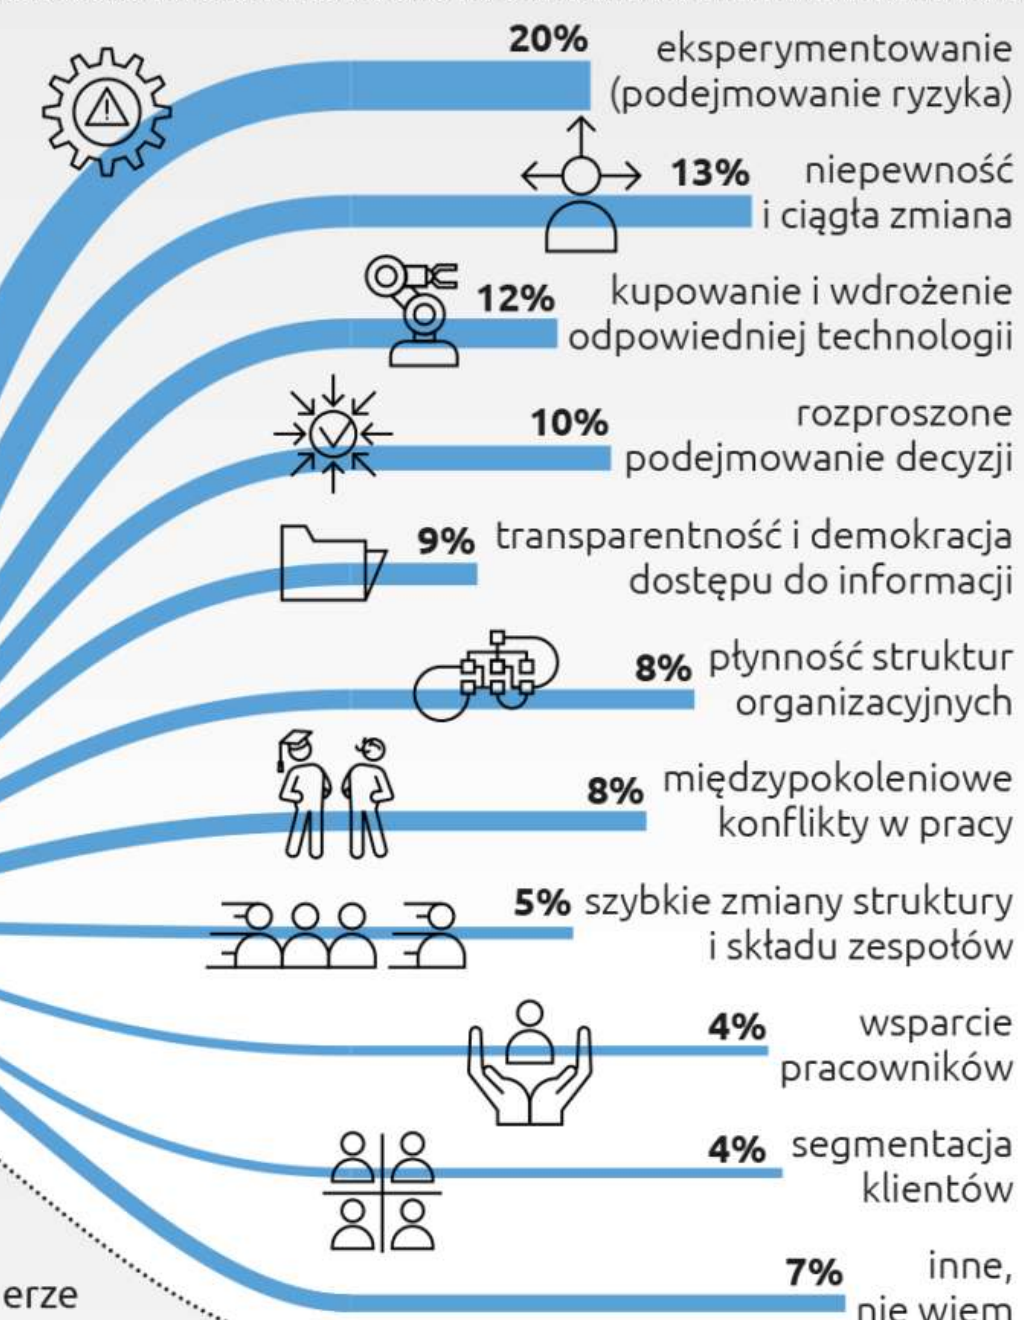 20% eksperymentowanie
(podejmowanie ryzyka)
13% niepewność
i ciągła zmiana
12% kupowanie i wdrożenie
odpowiedniej technologii
10% rozproszone
podejmowanie decyzji
9% transparentność i demokracja
dostępu do informacji
8% płynność struktur
organizacyjnych
8% międzypokoleniowe
konflikty w pracy
5% szybkie zmiany struktury
i składu zespołów
4% wsparcie
pracowników
4% segmentacja
klientów
7% inne,
nie wiem
erze